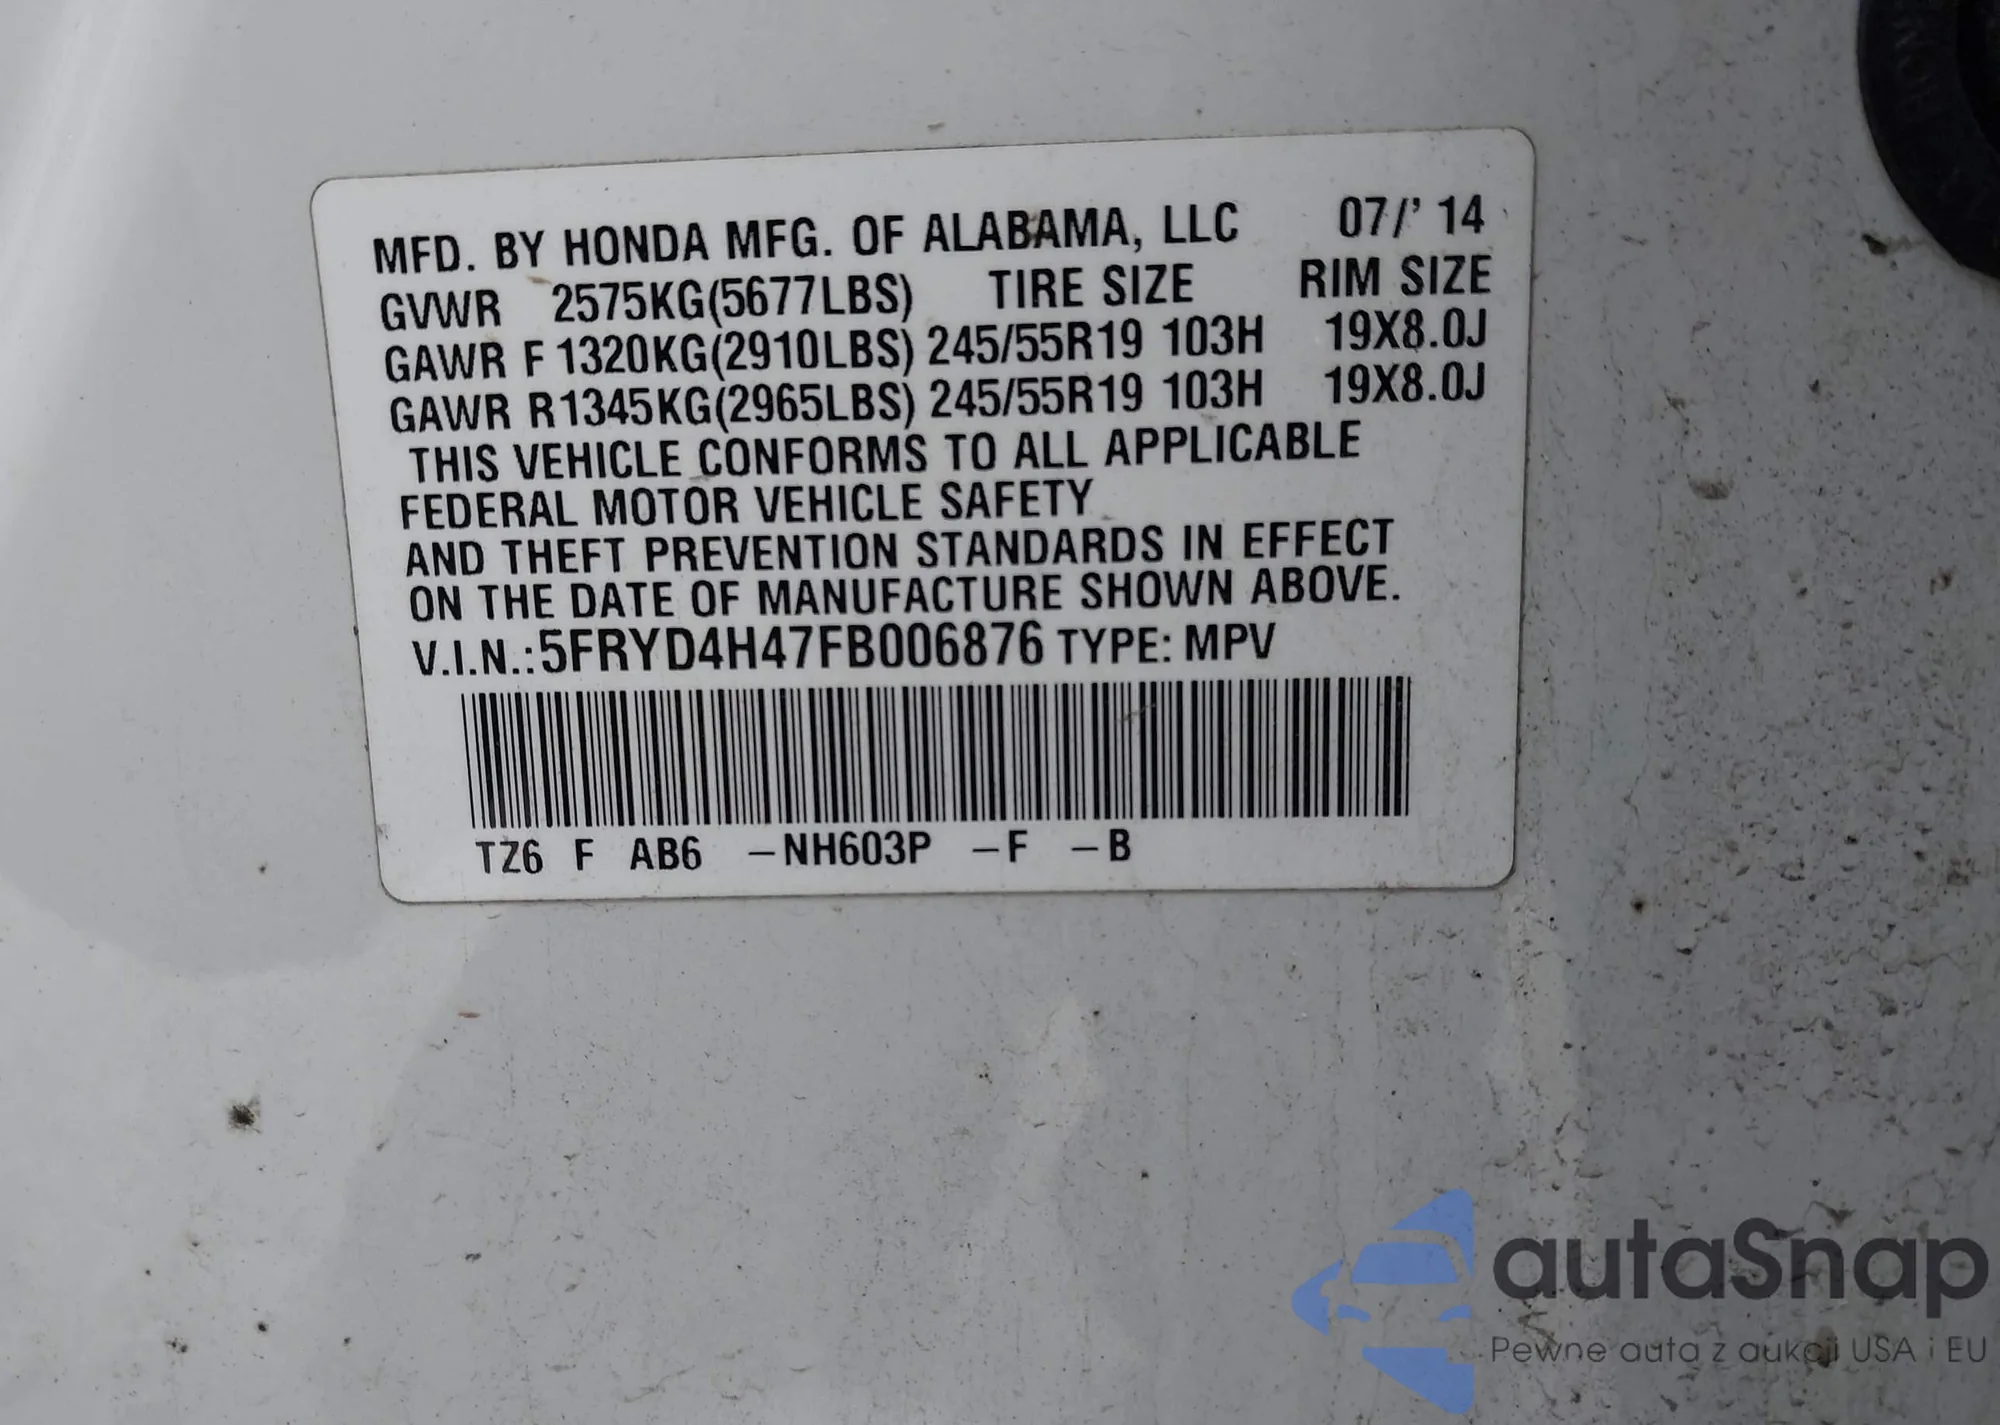 MFD. BY HONDA MFG. OF ALABAMA, LLC 07/' 14
GVWR 2575KG(5677LBS) TIRE SIZE RIM SIZE
GAWR F 1320KG(2910LBS) 245/55R19 103H 19X8.0J
GAWR R1345KG(2965LBS) 245/55R19 103H 19X8.0J
THIS VEHICLE CONFORMS TO ALL APPLICABLE
FEDERAL MOTOR VEHICLE SAFETY
AND THEFT PREVENTION STANDARDS IN EFFECT
ON THE DATE OF MANUFACTURE SHOWN ABOVE.
V.I.N.:5FRYD4H47FB006876 TYPE: MPV
TZ6 F AB6 –NH603P –F –B
autaSnap
Pewne auta z aukcji USA i EU